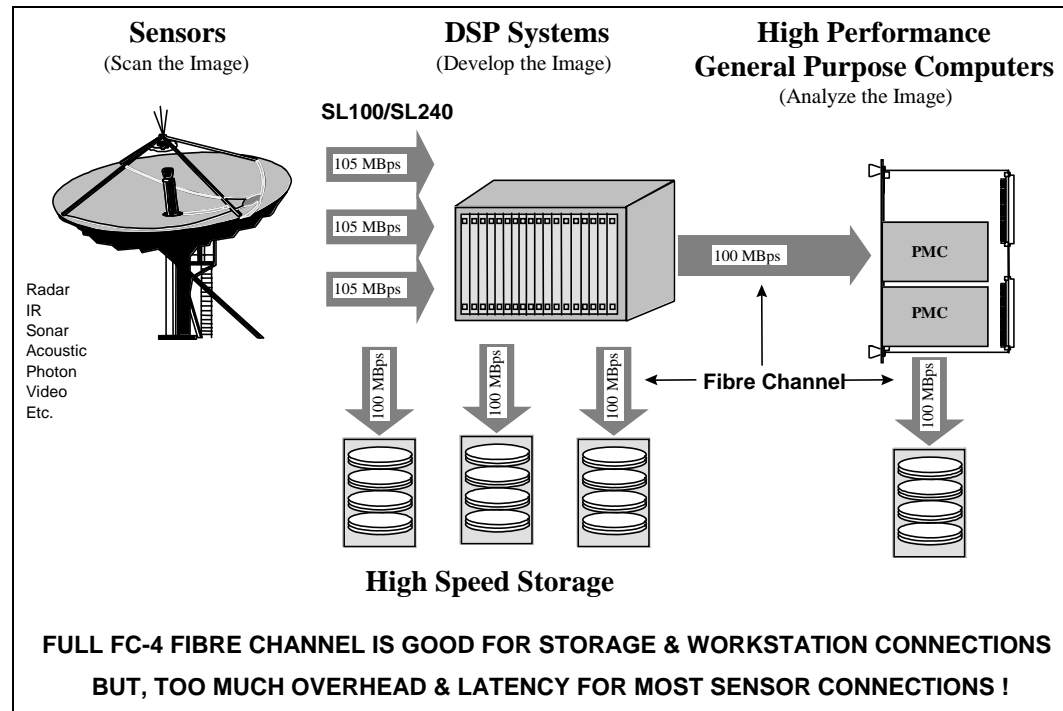 Sensors
(Scan the Image)
DSP Systems
(Develop the Image)
High Performance
General Purpose Computers
(Analyze the Image)
SL100/SL240
105 MBps
105 MBps
105 MBps
100 MBps
PMC
PMC
Radar
IR
Sonar
Acoustic
Photon
Video
Etc.
100 MBps
100 MBps
100 MBps
Fibre Channel
100 MBps
High Speed Storage
FULL FC-4 FIBRE CHANNEL IS GOOD FOR STORAGE & WORKSTATION CONNECTIONS
BUT, TOO MUCH OVERHEAD & LATENCY FOR MOST SENSOR CONNECTIONS !